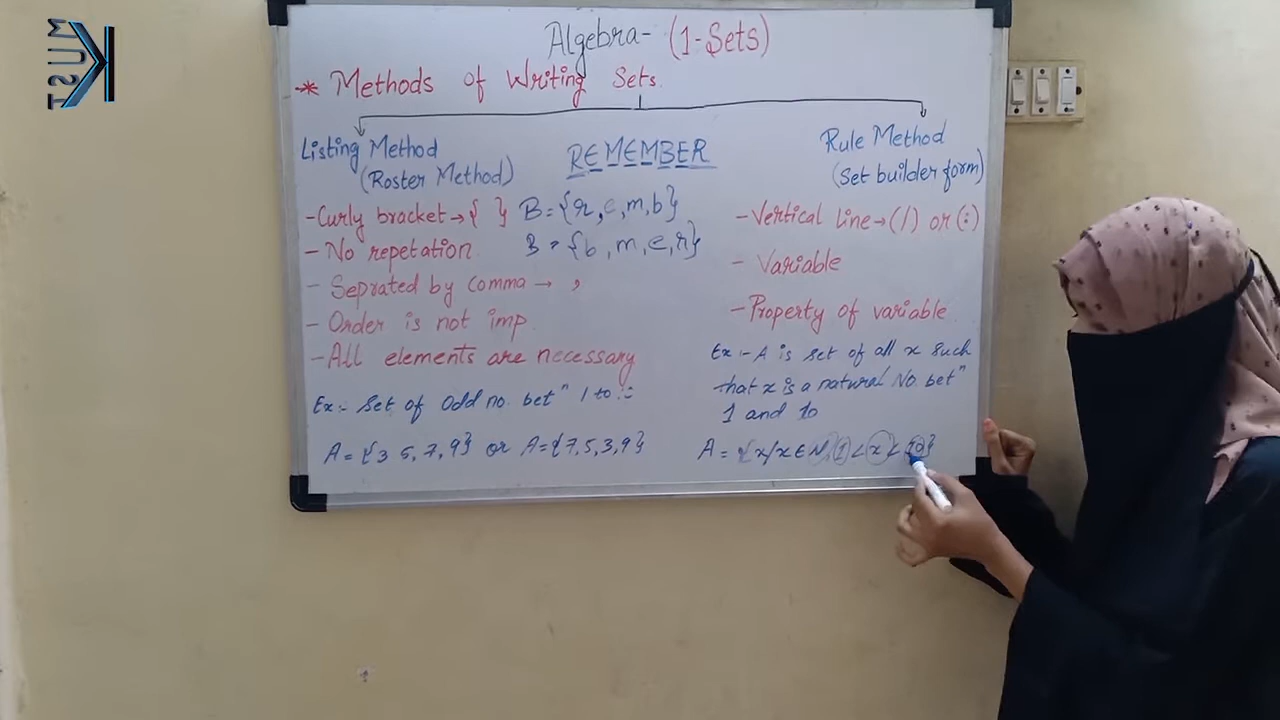 Algebra- (1-Sets)
* Methods of Writing Sets.
Listing Method
(Roster Method)
- Curly bracket → { }
- No repetation
- Seprated by comma → ,
- Order is not imp.
- All elements are necessary
Ex:- Set of Odd no. betⁿ 1 to :-
A = {3 5, 7, 9} or A = {7, 5, 3, 9}
REMEMBER
B = {r, e, m, b}
B = {b, m, e, r}
Rule Method
(Set builder form)
- Vertical line → (/) or (:)
- Variable
- Property of variable
Ex:- A is set of all x such
that x is a natural No. betⁿ
1 and 10
A = {x/x ∈ N, 1 < x < 10}
KUST